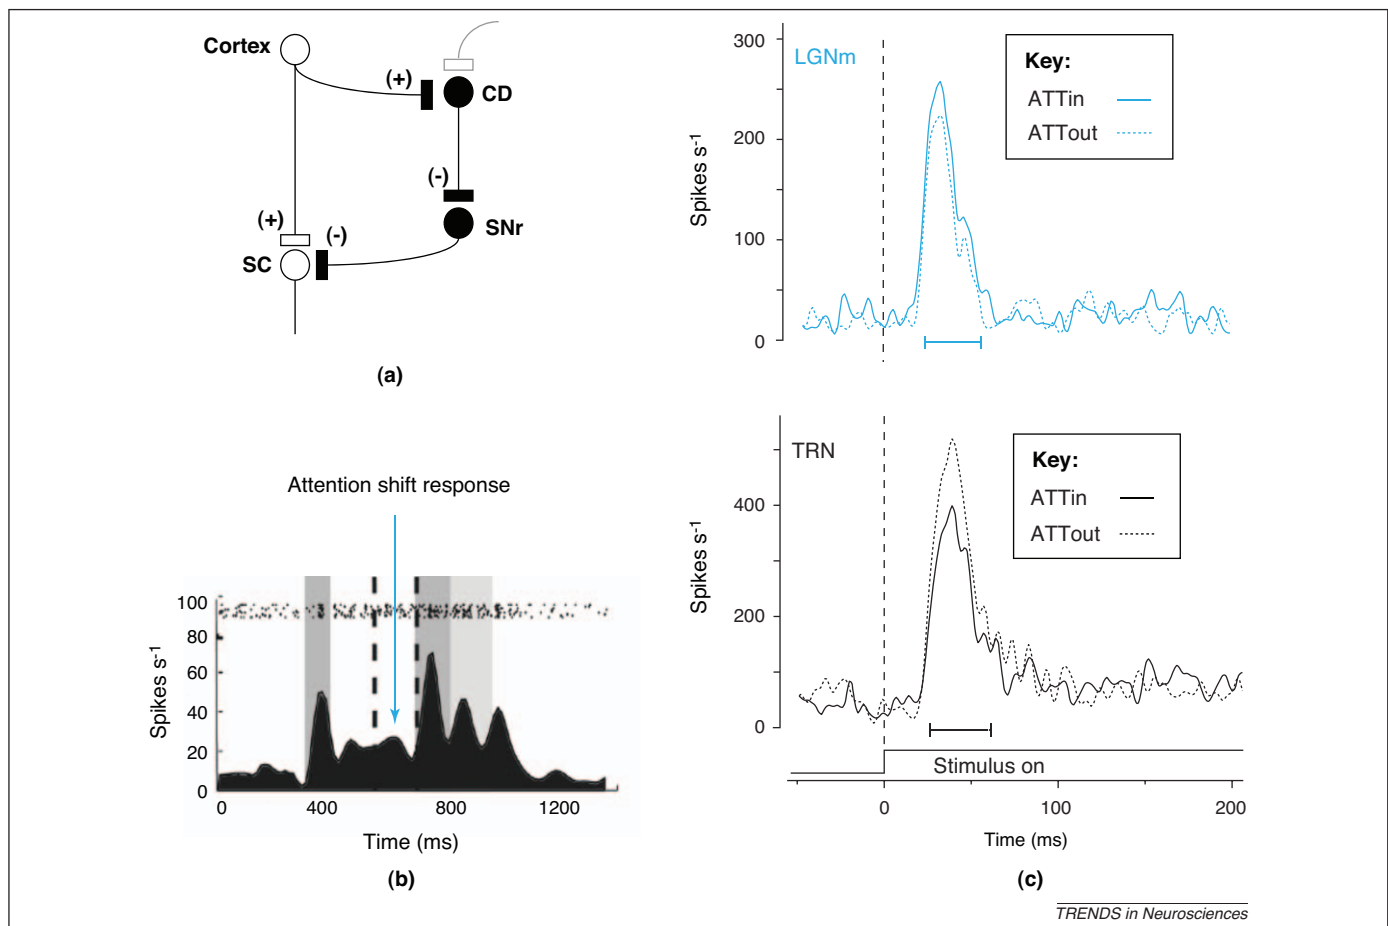 Cortex
(+)
CD
(-)
SNr
(+)
(-)
SC
(a)
Attention shift response
100
80
60
40
20
0
Spikes s-1
0 400 800 1200
Time (ms)
(b)
LGNm
300
200
100
0
Spikes s-1
Key:
ATTin
ATTout
TRN
400
200
0
Spikes s-1
Key:
ATTin
ATTout
Stimulus on
0 100 200
Time (ms)
(c)
TRENDS in Neurosciences